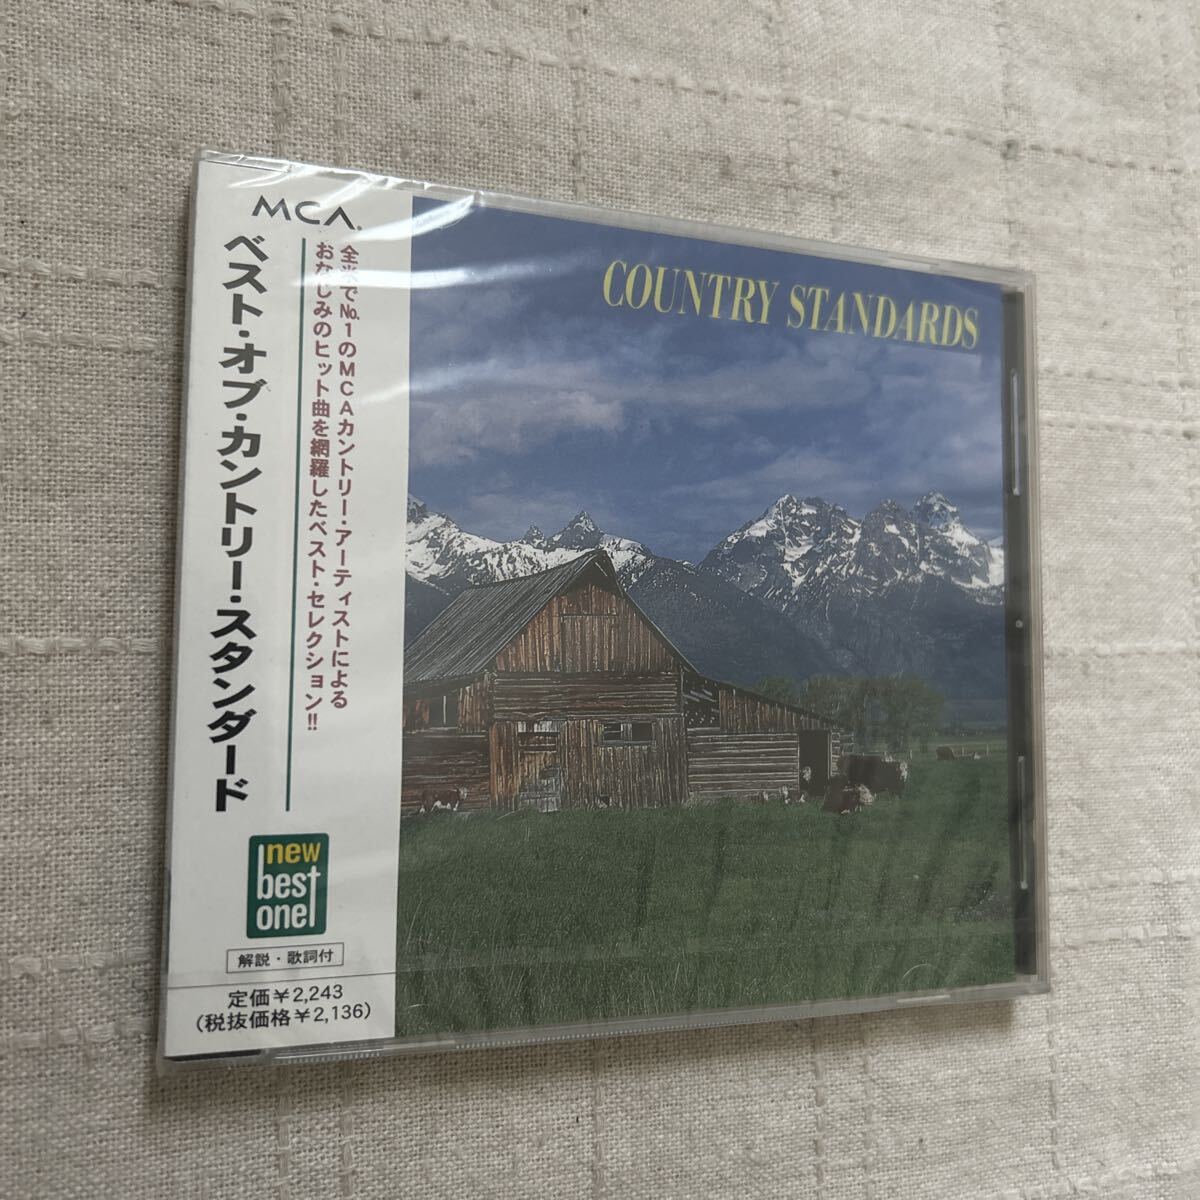 MCA.
全米で№1のMCAカントリー・アーティストによる
おなじみのヒット曲を網羅したベスト・セレクション!!
ベスト・オブ・カントリー・スタンダード
new
best
one!
解説・歌詞付
定価￥2,243
(税抜価格￥2,136)
COUNTRY STANDARDS